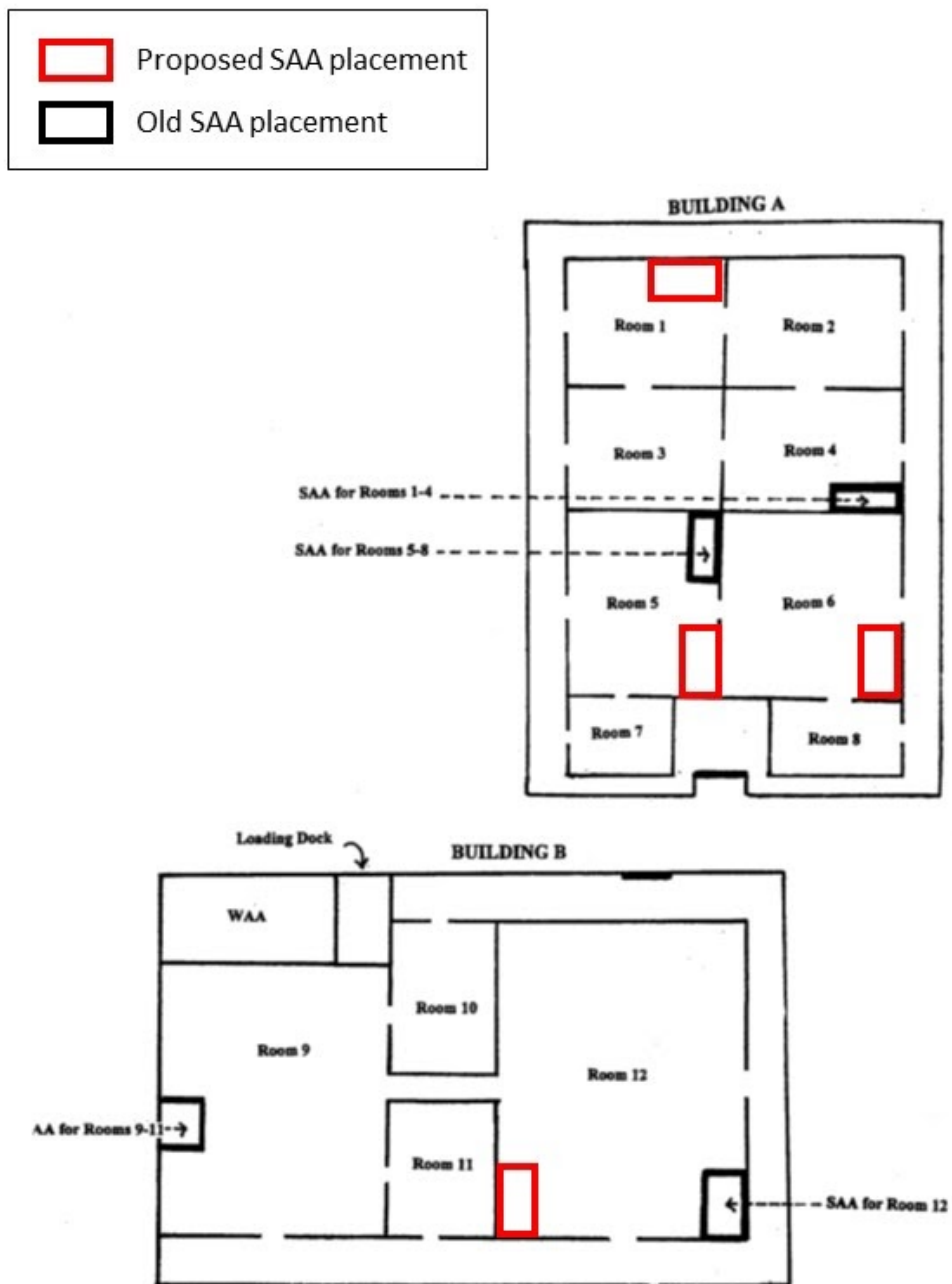 Proposed SAA placement
Old SAA placement
BUILDING A
Room 1
Room 2
Room 3
Room 4
SAA for Rooms 1-4
SAA for Rooms 5-8
Room 5
Room 6
Room 7
Room 8
Loading Dock
BUILDING B
WAA
Room 10
Room 9
Room 12
AA for Rooms 9-11
Room 11
SAA for Room 12